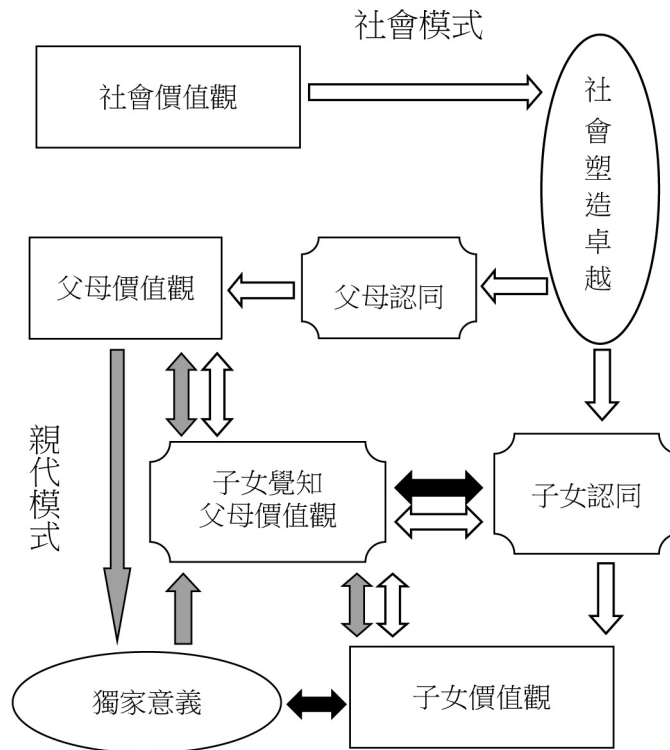 社會模式
社會價值觀
社會塑造卓越
父母價值觀
父母認同
親代模式
子女覺知
父母價值觀
子女認同
獨家意義
子女價值觀